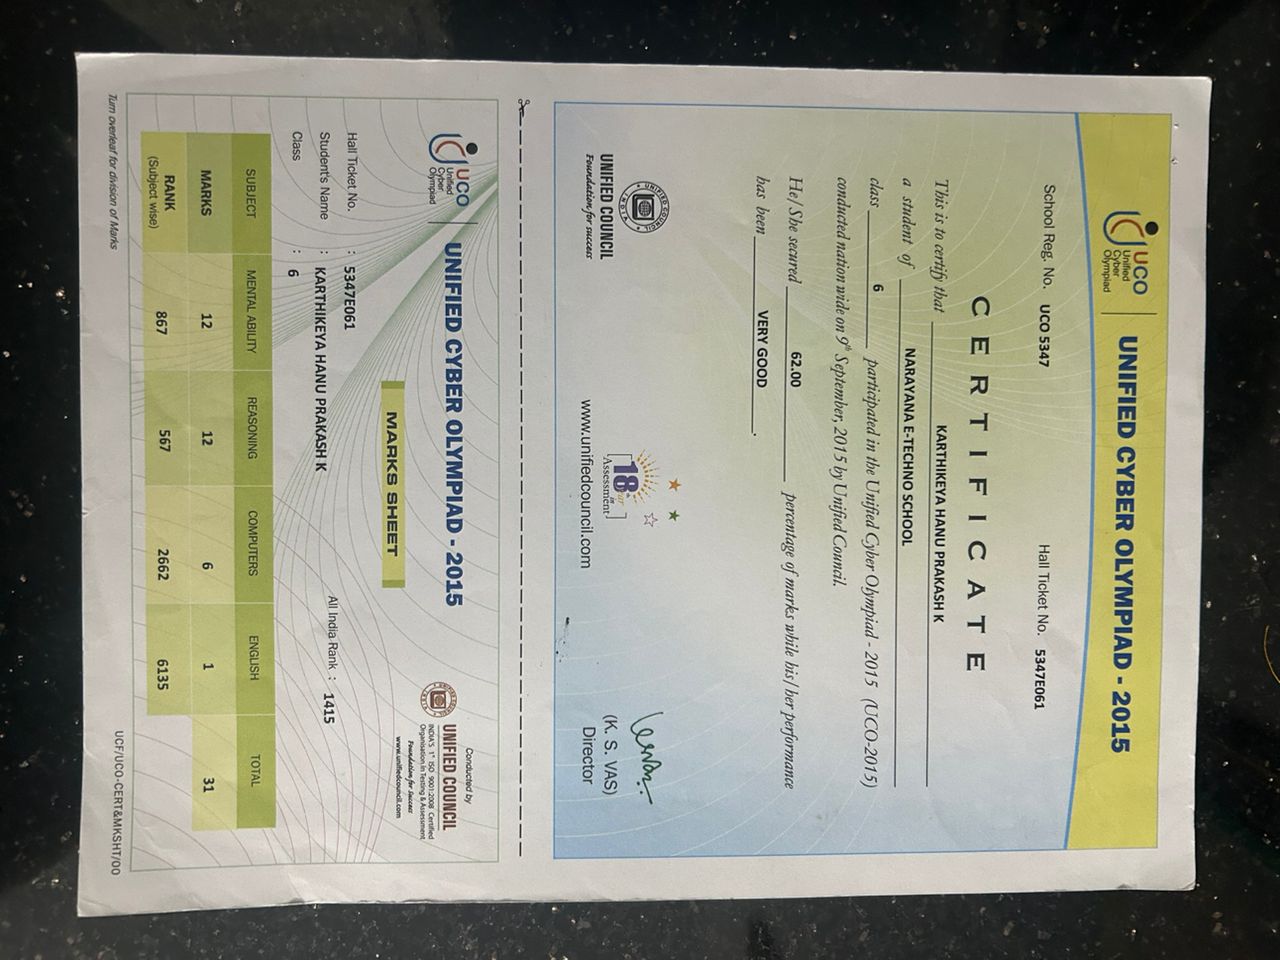 UCO
Unified
Cyber
Olympiad
UNIFIED CYBER OLYMPIAD - 2015
School Reg. No. UCO 5347
Hall Ticket No. 5347E061
CERTIFICATE
This is to certify that KARTHIKEYA HANU PRAKASH K
a student of NARAYANA E-TECHNO SCHOOL
class 6 participated in the Unified Cyber Olympiad - 2015 (UCO-2015)
conducted nation wide on 9th September, 2015 by Unified Council.
He/She secured 62.00 percentage of marks while his/her performance
has been VERY GOOD.
UNIFIED COUNCIL
INDIA
UNIFIED COUNCIL
Foundation for success
18th
Year in
Assessment
www.unifiedcouncil.com
(K. S. VAS)
Director
UCO
Unified
Cyber
Olympiad
UNIFIED CYBER OLYMPIAD - 2015
Conducted by
UNIFIED COUNCIL
INDIA'S 1st ISO 9001:2008 Certified
Organisation in Testing & Assessment
Foundation for success
www.unifiedcouncil.com
MARKS SHEET
Hall Ticket No. : 5347E061
Student's Name : KARTHIKEYA HANU PRAKASH K
All India Rank : 1415
Class : 6
SUBJECT MENTAL ABILITY REASONING COMPUTERS ENGLISH TOTAL
MARKS 12 12 6 1 31
RANK
(Subject wise) 867 567 2662 6135
Turn overleaf for division of Marks
UCF/UCO-CERT&MKSHT/00